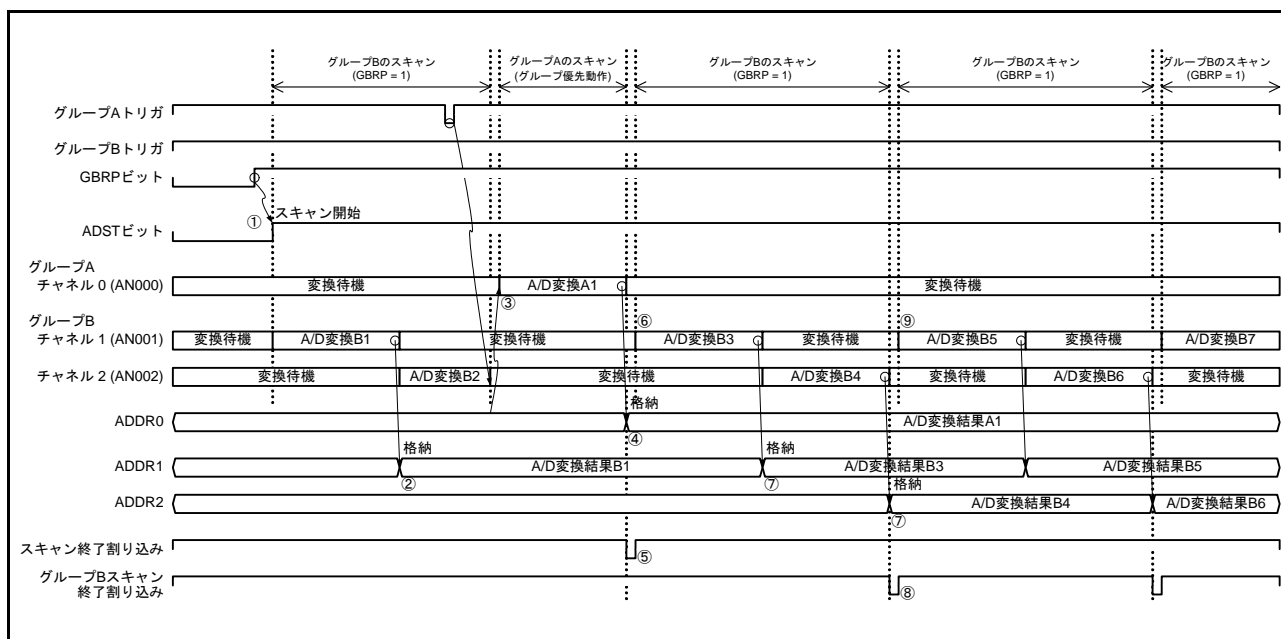 グループBのスキャン
(GBRP = 1)
グループAのスキャン
(グループ優先動作)
グループBのスキャン
(GBRP = 1)
グループBのスキャン
(GBRP = 1)
グループBのスキャン
(GBRP = 1)
グループAトリガ
グループBトリガ
GBRPビット
① スキャン開始
ADSTビット
グループA
チャネル 0 (AN000) 変換待機 A/D変換A1 変換待機
③
グループB ⑥ ⑨
チャネル 1 (AN001) 変換待機 A/D変換B1 変換待機 A/D変換B3 変換待機 A/D変換B5 変換待機 A/D変換B7
チャネル 2 (AN002) 変換待機 A/D変換B2 変換待機 A/D変換B4 変換待機 A/D変換B6 変換待機
格納
ADDR0 A/D変換結果A1
④
格納 格納
ADDR1 A/D変換結果B1 A/D変換結果B3 A/D変換結果B5
② ⑦ 格納
ADDR2 A/D変換結果B4 A/D変換結果B6
⑦
スキャン終了割り込み ⑤
グループBスキャン
終了割り込み ⑧